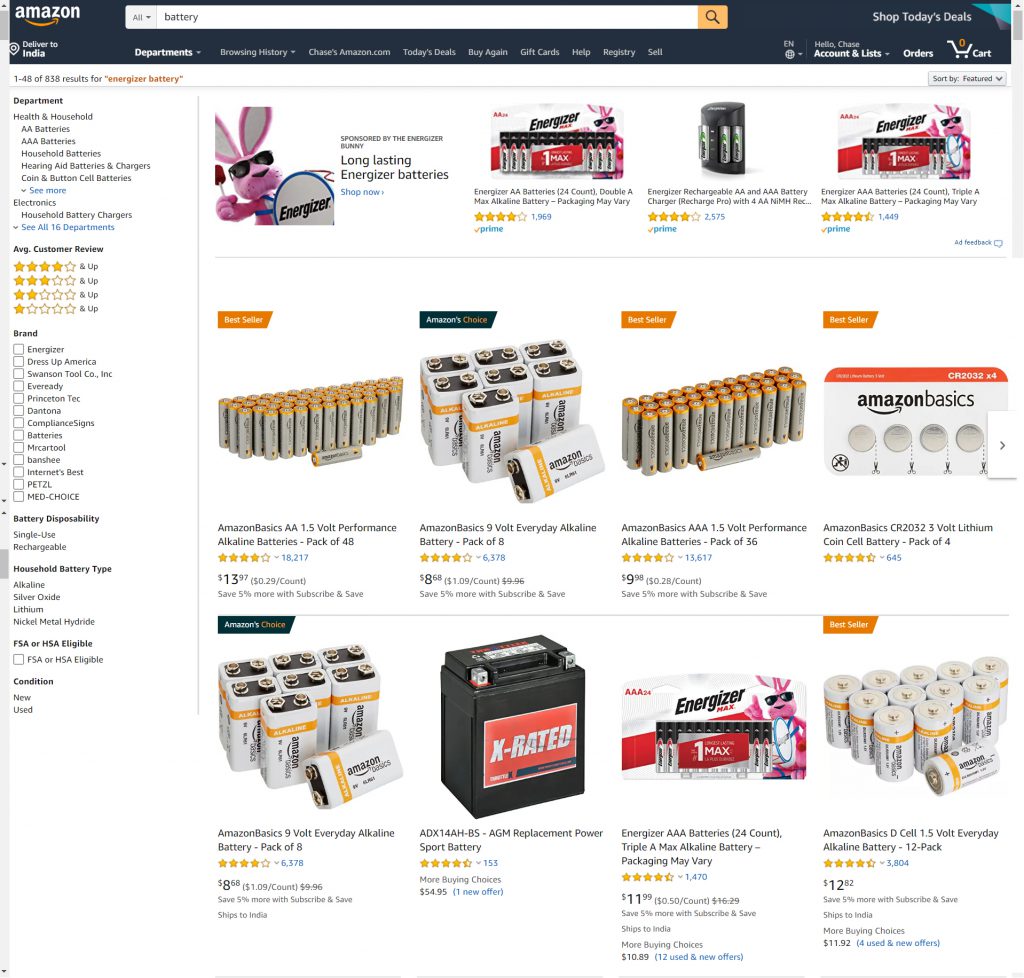 amazon
All
battery
Shop Today's Deals
Deliver to
India
Departments
Browsing History
Chase's Amazon.com
Today's Deals
Buy Again
Gift Cards
Help
Registry
Sell
EN
Hello, Chase
Account & Lists
Orders
0
Cart
1-48 of 838 results for "energizer battery"
Sort by: Featured
Department
Health & Household
AA Batteries
AAA Batteries
Household Batteries
Hearing Aid Batteries & Chargers
Coin & Button Cell Batteries
See more
Electronics
Household Battery Chargers
See All 16 Departments
Avg. Customer Review
& Up
& Up
& Up
& Up
Brand
Energizer
Dress Up America
Swanson Tool Co., Inc
Eveready
Princeton Tec
Dantona
ComplianceSigns
Batteries
Mrcartool
banshee
Internet's Best
PETZL
MED-CHOICE
Battery Disposability
Single-Use
Rechargeable
Household Battery Type
Alkaline
Silver Oxide
Lithium
Nickel Metal Hydride
FSA or HSA Eligible
FSA or HSA Eligible
Condition
New
Used
Energizer
SPONSORED BY THE ENERGIZER
BUNNY
Long lasting
Energizer batteries
Shop now ›
AA24
Energizer
MAX
#1 MAX
Energizer AA Batteries (24 Count), Double A
Max Alkaline Battery – Packaging May Vary
1,969
prime
Energizer Rechargeable AA and AAA Battery
Charger (Recharge Pro) with 4 AA NiMH Rec...
2,575
prime
AAA24
Energizer
MAX
#1 MAX
Energizer AAA Batteries (24 Count), Triple A
Max Alkaline Battery – Packaging May Vary
1,449
prime
Ad feedback
Best Seller
AmazonBasics AA 1.5 Volt Performance
Alkaline Batteries - Pack of 48
18,217
$13 97 ($0.29/Count)
Save 5% more with Subscribe & Save
Amazon's Choice
ALKALINE
amazon
basics
AmazonBasics 9 Volt Everyday Alkaline
Battery - Pack of 8
6,378
$8 68 ($1.09/Count) $9.96
Save 5% more with Subscribe & Save
Best Seller
AmazonBasics AAA 1.5 Volt Performance
Alkaline Batteries - Pack of 36
13,617
$9 98 ($0.28/Count)
Save 5% more with Subscribe & Save
Best Seller
CR2032 x4
amazonbasics
AmazonBasics CR2032 3 Volt Lithium
Coin Cell Battery - Pack of 4
645
Amazon's Choice
ALKALINE
amazon
basics
AmazonBasics 9 Volt Everyday Alkaline
Battery - Pack of 8
6,378
$8 68 ($1.09/Count) $9.96
Save 5% more with Subscribe & Save
Ships to India
X-RATED
ADX14AH-BS - AGM Replacement Power
Sport Battery
153
More Buying Choices
$54.95 (1 new offer)
AAA24
Energizer
MAX
#1 MAX
Energizer AAA Batteries (24 Count),
Triple A Max Alkaline Battery –
Packaging May Vary
1,470
$11 99 ($0.50/Count) $16.29
Save 5% more with Subscribe & Save
Ships to India
More Buying Choices
$10.89 (12 used & new offers)
Best Seller
amazon
basics
AmazonBasics D Cell 1.5 Volt Everyday
Alkaline Battery - 12-Pack
3,804
$12 82
Save 5% more with Subscribe & Save
Ships to India
More Buying Choices
$11.92 (4 used & new offers)